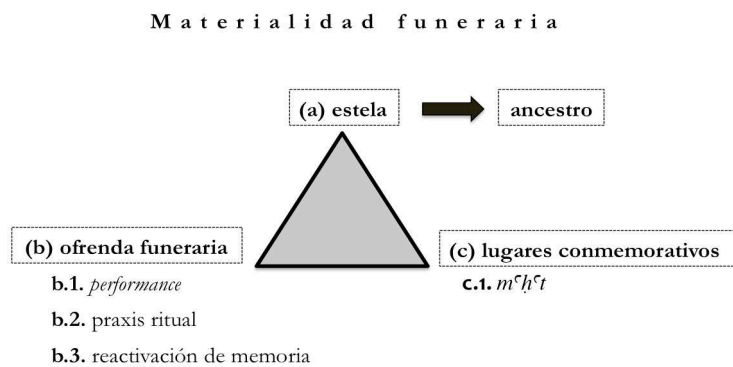 Materialidad funeraria
(a) estela
ancestro
(b) ofrenda funeraria
b.1. performance
b.2. praxis ritual
b.3. reactivación de memoria
(c) lugares conmemorativos
c.1. mꜥḥꜥt